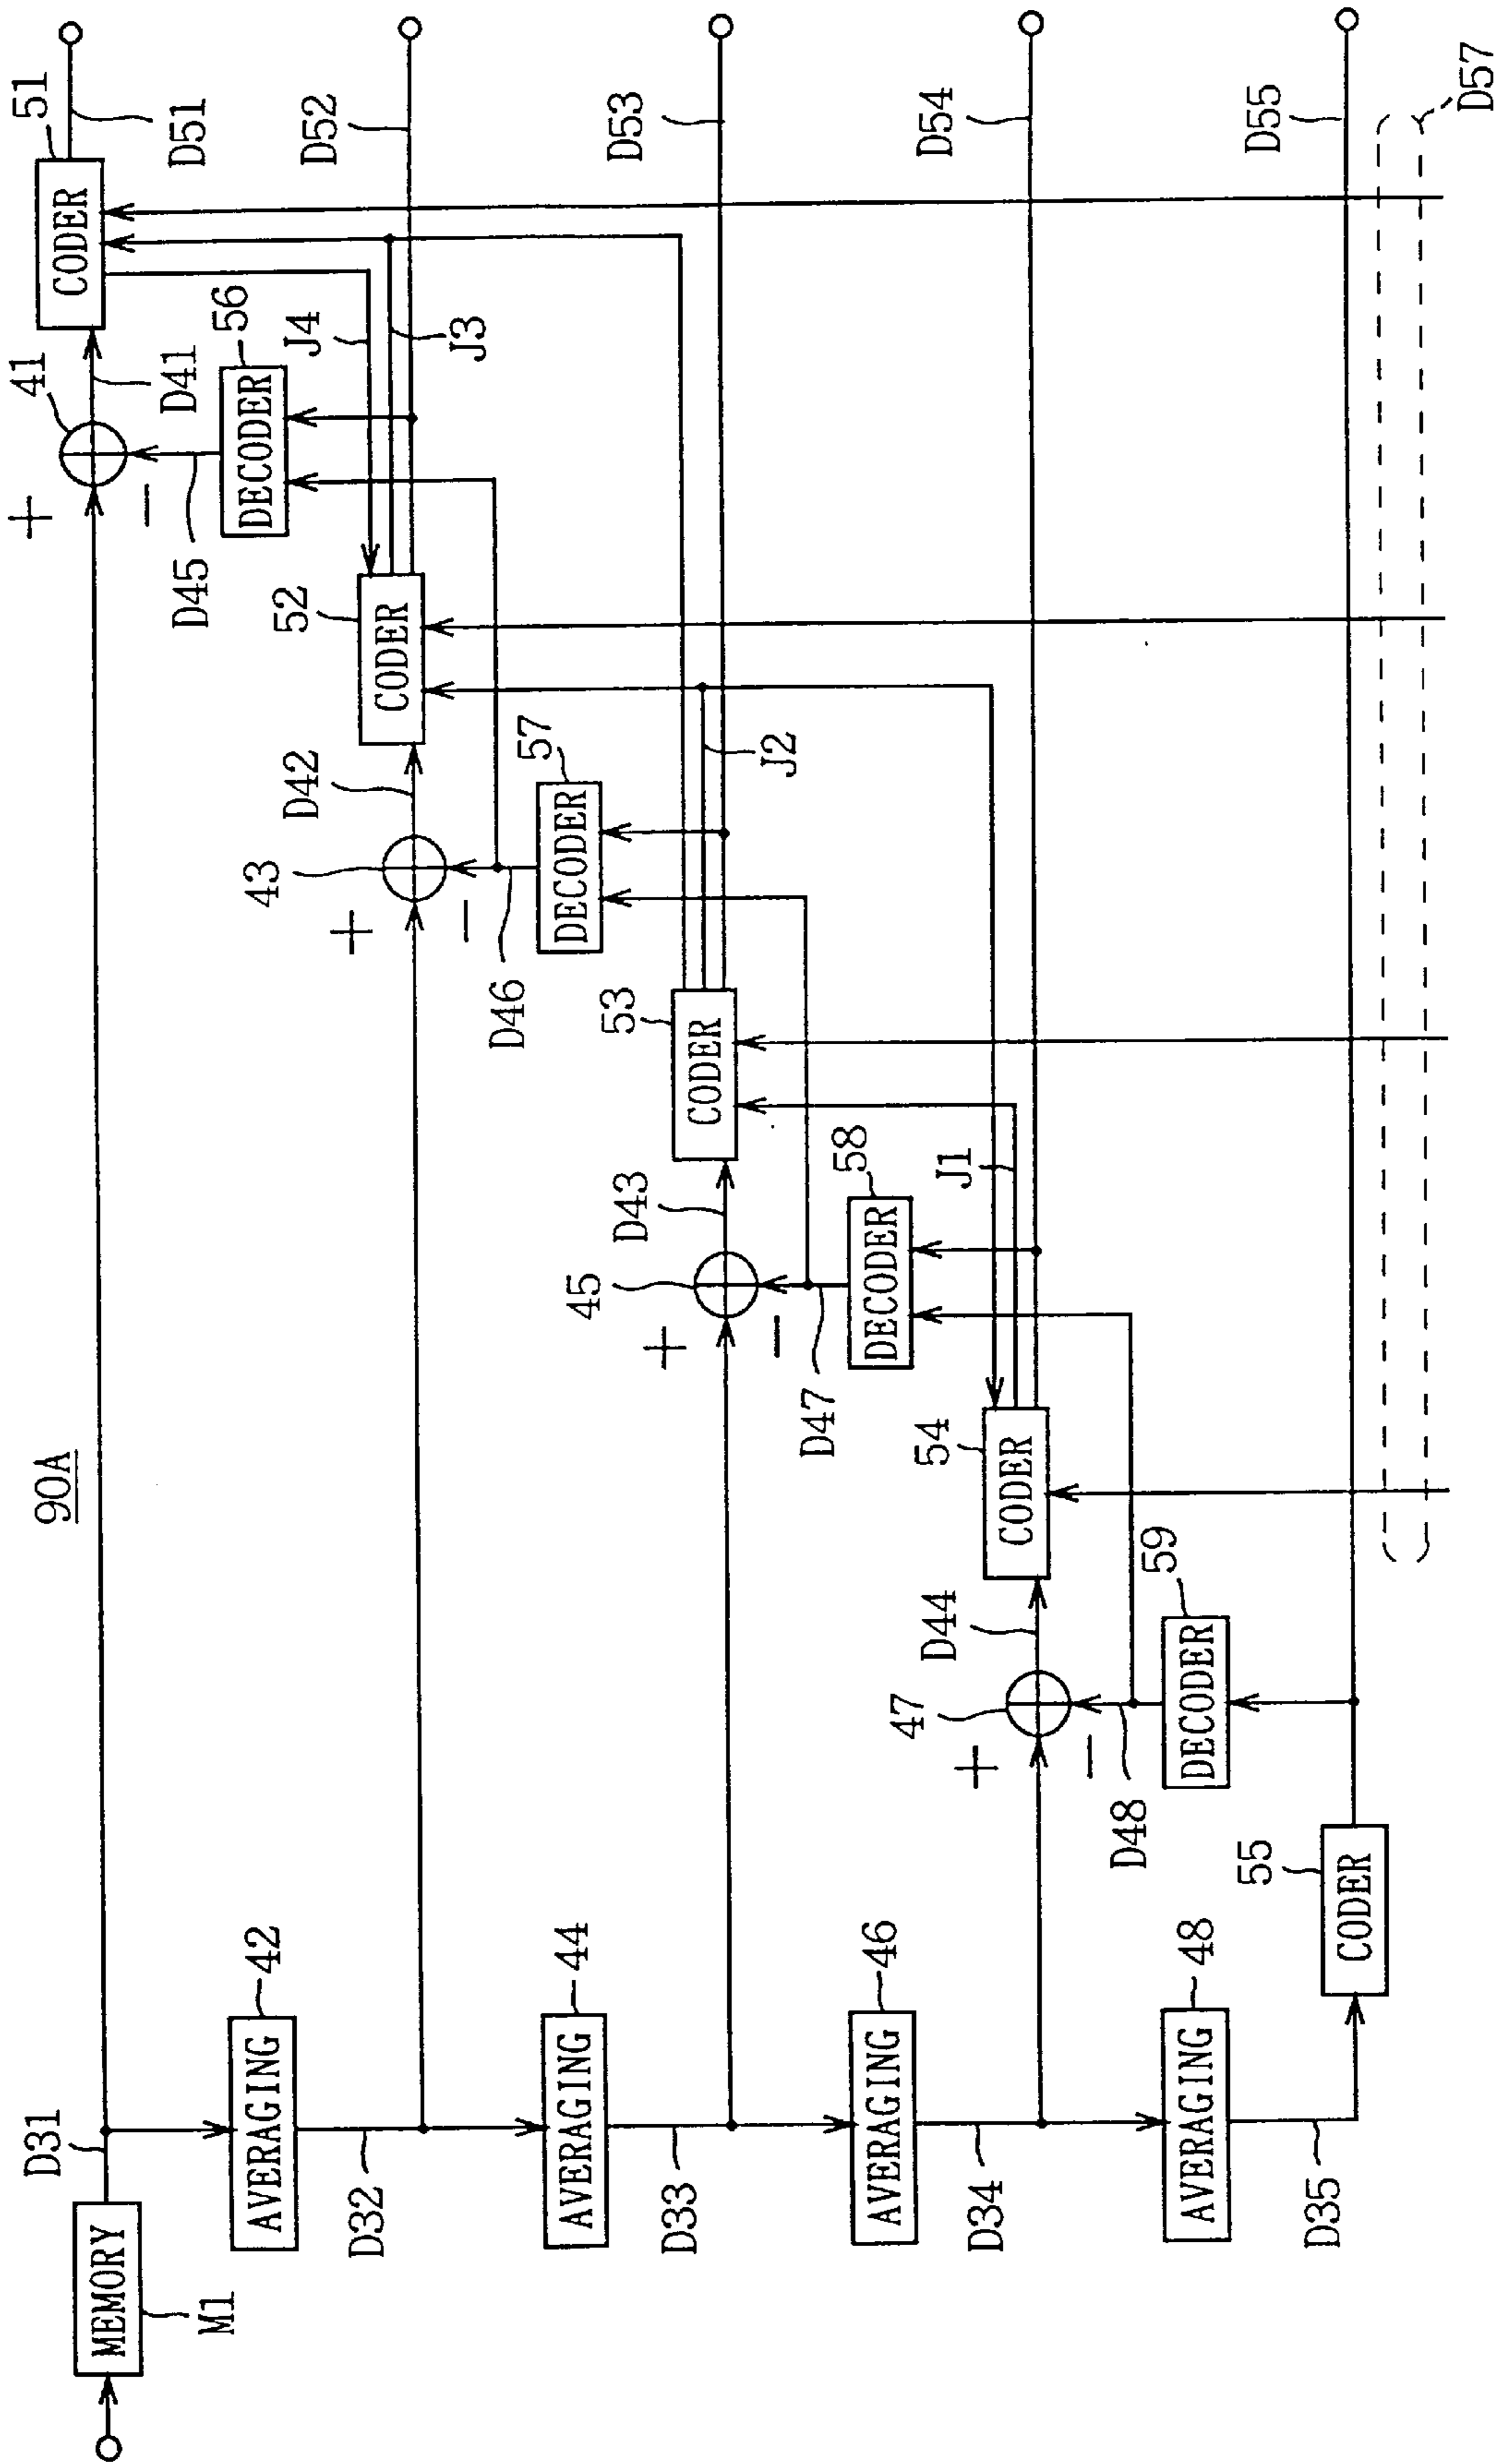 90A
MEMORY
M1
D31
+
−
41
D41
CODER
51
D51
D45
DECODER
56
AVERAGING
42
D32
+
−
43
D42
CODER
52
J4
J3
D52
D46
DECODER
57
AVERAGING
44
D33
+
−
45
D43
CODER
53
J2
D53
D47
DECODER
58
AVERAGING
46
D34
+
−
47
D44
CODER
54
J1
D54
D48
DECODER
59
AVERAGING
48
D35
CODER
55
D55
D57